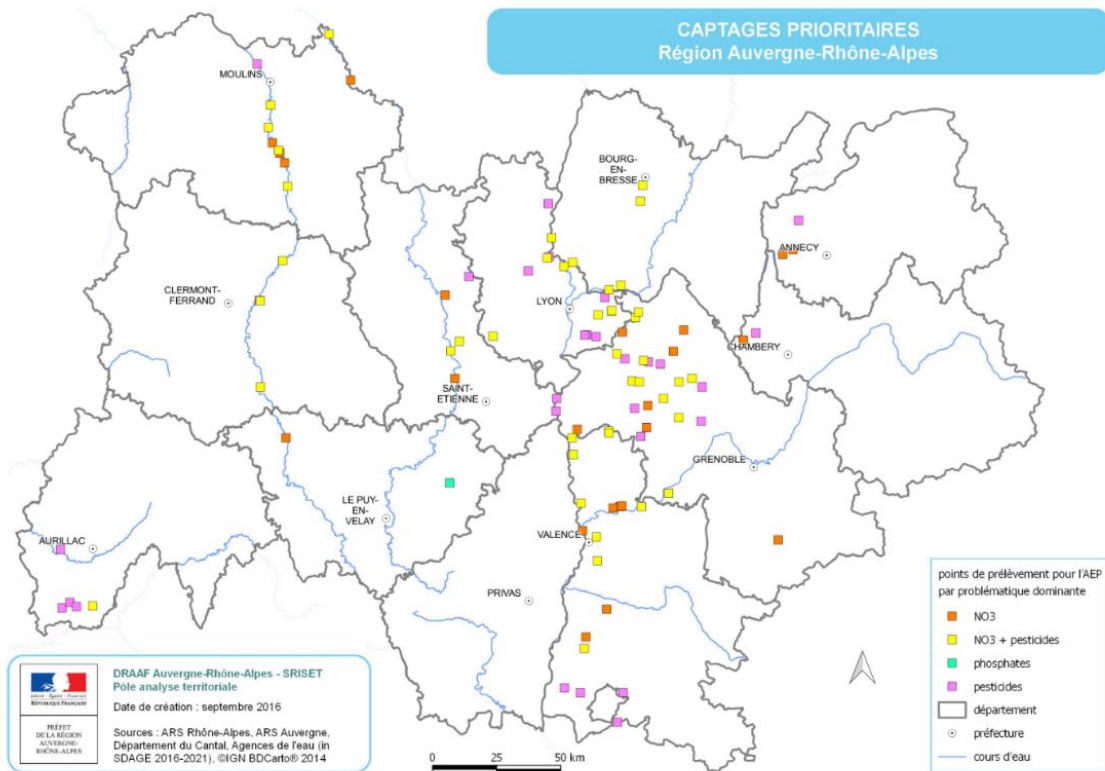 CAPTAGES PRIORITAIRES
Région Auvergne-Rhône-Alpes
MOULINS
BOURG-
EN-
BRESSE
ANNECY
CLERMONT-
FERRAND
LYON
CHAMBERY
SAINT-
ETIENNE
GRENOBLE
LE PUY-
EN-
VELAY
AURILLAC
VALENCE
PRIVAS
points de prélèvement pour l'AEP
par problématique dominante
NO3
NO3 + pesticides
phosphates
pesticides
département
préfecture
cours d'eau
Liberté • Égalité • Fraternité
RÉPUBLIQUE FRANÇAISE
PRÉFET
DE LA RÉGION
AUVERGNE-
RHÔNE-ALPES
DRAAF Auvergne-Rhône-Alpes - SRISET
Pôle analyse territoriale
Date de création : septembre 2016
Sources : ARS Rhône-Alpes, ARS Auvergne,
Département du Cantal, Agences de l'eau (in
SDAGE 2016-2021), ©IGN BDCarto® 2014
0 25 50 km